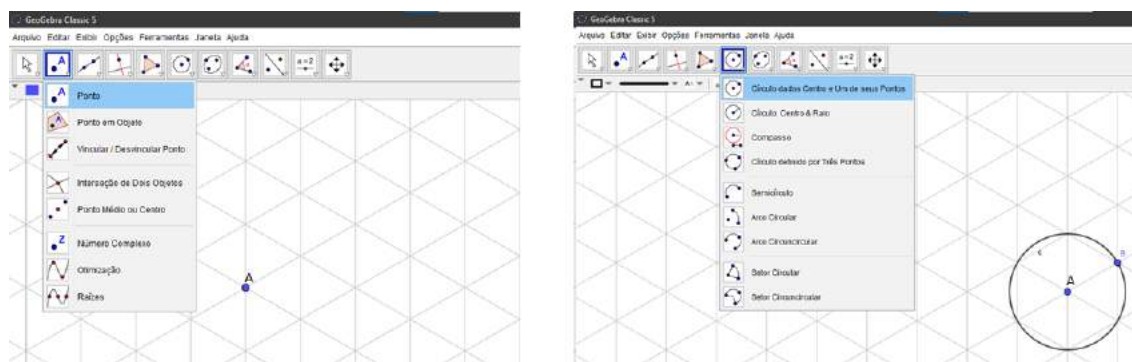 GeoGebra Classic 5
Arquivo Editar Exibir Opções Ferramentas Janela Ajuda
A
a=2
A
Ponto
A
Ponto em Objeto
Vincular / Desvincular Ponto
Interseção de Dois Objetos
Ponto Médio ou Centro
Z
Número Complexo
Otimização
Raízes
A
GeoGebra Classic 5
Arquivo Editar Exibir Opções Ferramentas Janela Ajuda
A
a=2
Círculo dados Centro e Um de seus Pontos
Círculo: Centro & Raio
Compasso
Círculo definido por Três Pontos
Semicírculo
Arco Circular
Arco Circuncircular
Setor Circular
Setor Circuncircular
c
B
A